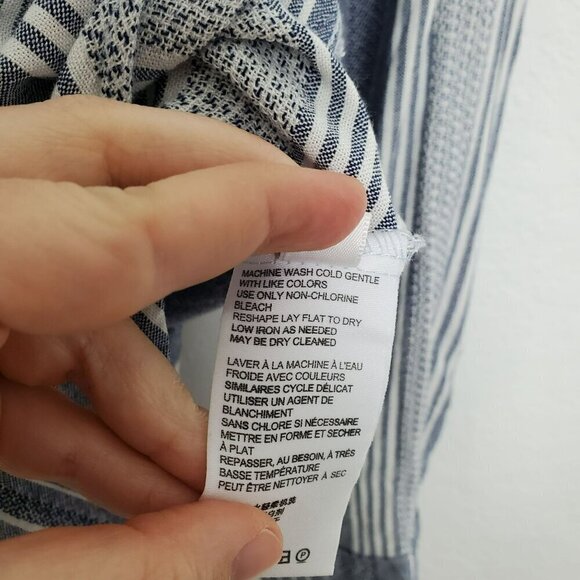 MACHINE WASH COLD GENTLE
WITH LIKE COLORS
USE ONLY NON-CHLORINE
BLEACH
RESHAPE LAY FLAT TO DRY
LOW IRON AS NEEDED
MAY BE DRY CLEANED
LAVER À LA MACHINE À L'EAU
FROIDE AVEC COULEURS
SIMILAIRES CYCLE DÉLICAT
UTILISER UN AGENT DE
BLANCHIMENT
SANS CHLORE SI NÉCESSAIRE
METTRE EN FORME ET SECHER
À PLAT
REPASSER, AU BESOIN, À TRÈS
BASSE TEMPÉRATURE
PEUT ÊTRE NETTOYER À SEC
P